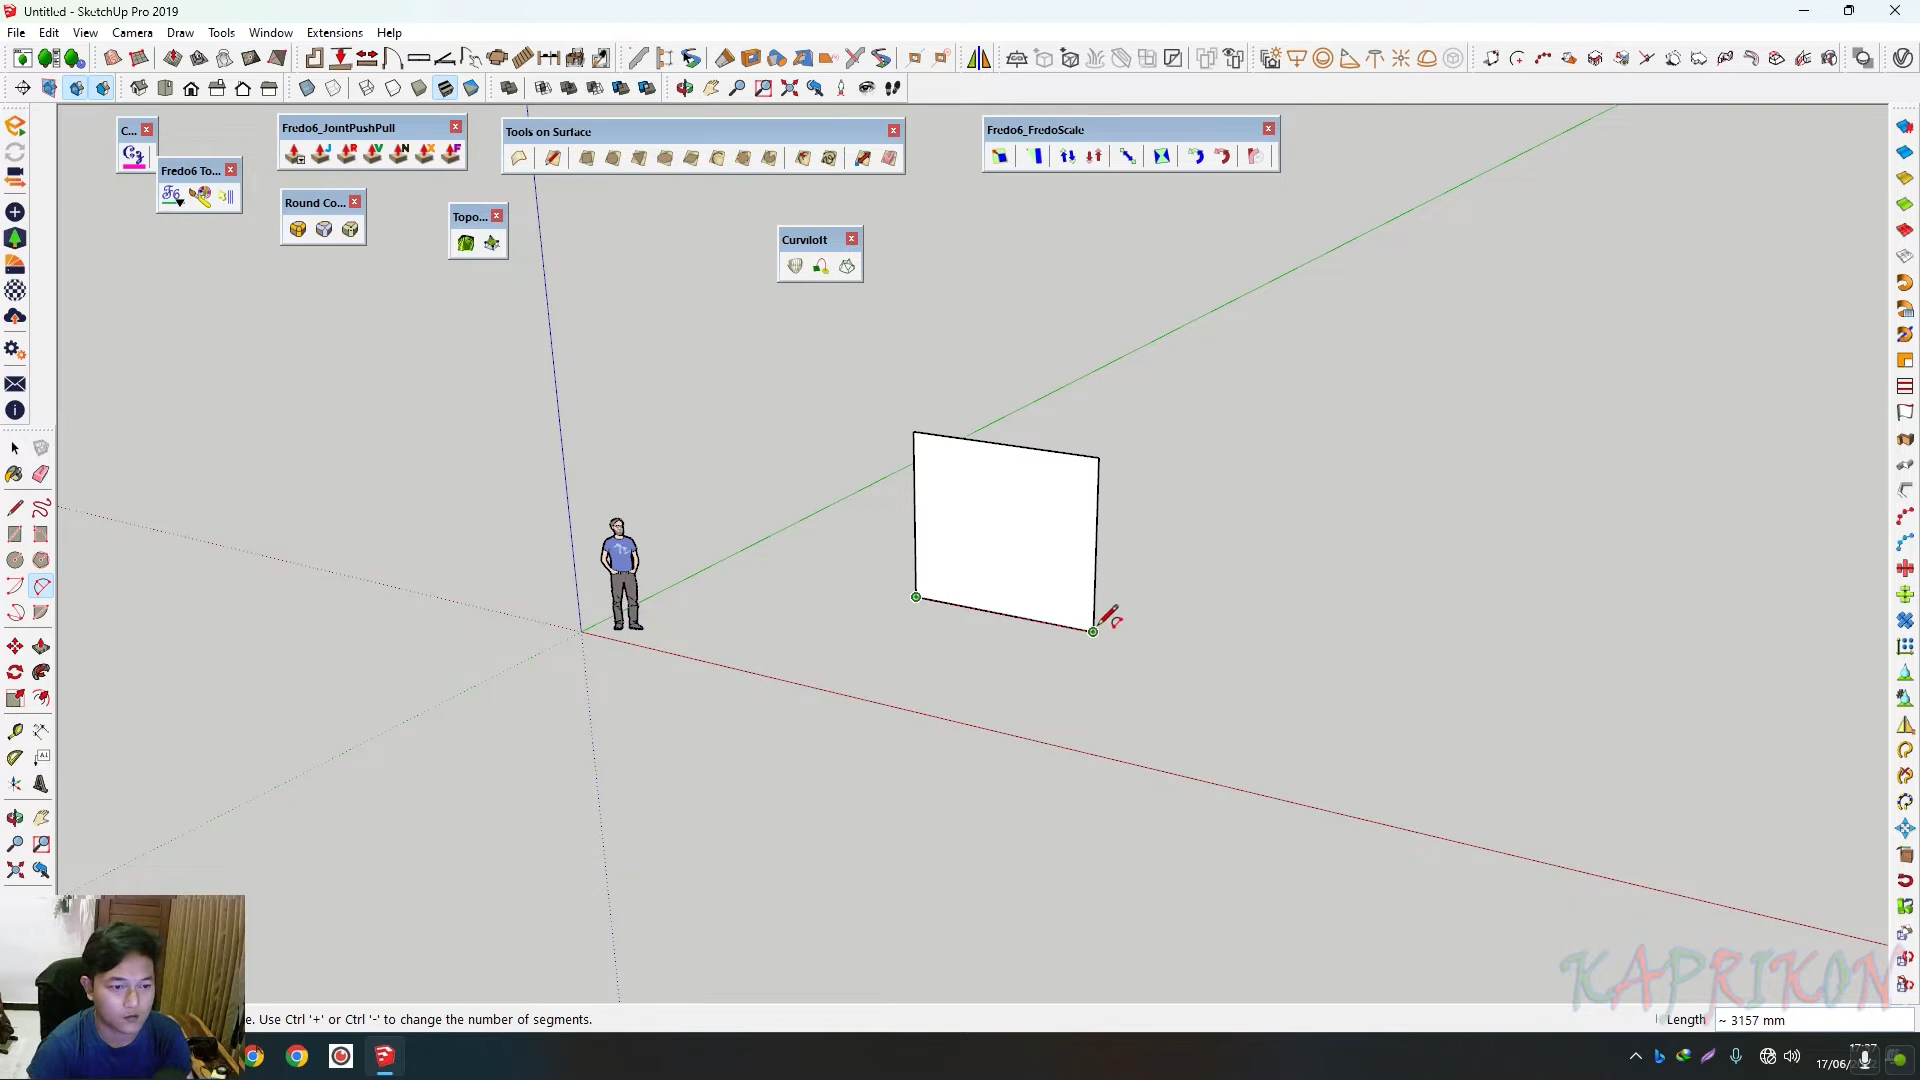 Untitled - SketchUp Pro 2019
File Edit View Camera Draw Tools Window Extensions Help
C...
Fredo6_JointPushPull
Tools on Surface
Fredo6_FredoScale
Fredo6 To...
Round Co...
Topo...
Curviloft
KAPRIKON
e. Use Ctrl '+' or Ctrl '-' to change the number of segments.
Length ~ 3157 mm